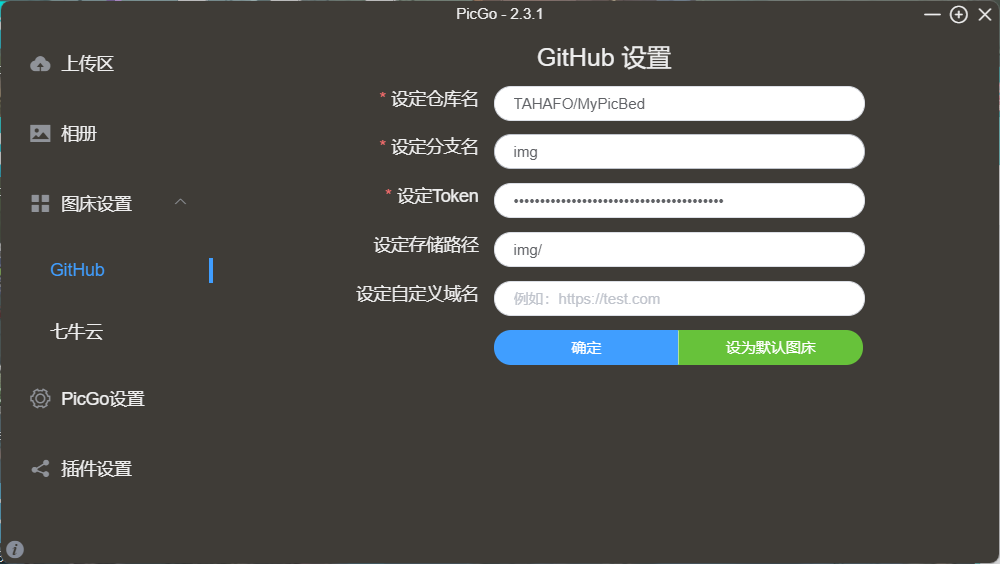 PicGo - 2.3.1
上传区
相册
图床设置
GitHub
七牛云
PicGo设置
插件设置
GitHub 设置
* 设定仓库名 TAHAFO/MyPicBed
* 设定分支名 img
* 设定Token ••••••••••••••••••••••••••••••••••••••••
设定存储路径 img/
设定自定义域名 例如：https://test.com
确定 设为默认图床